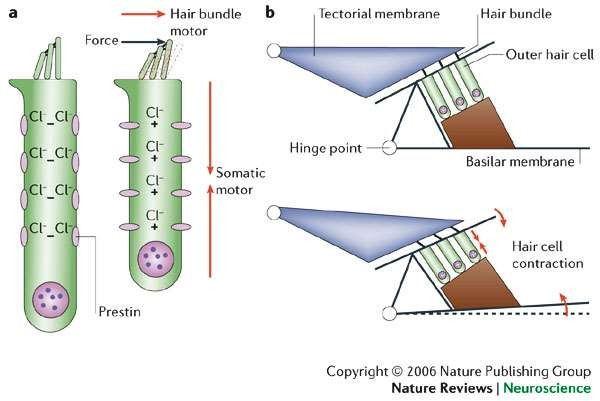 a
Hair bundle
motor
Force
Cl⁻ – Cl⁻
Cl⁻ – Cl⁻
Cl⁻ – Cl⁻
Cl⁻ – Cl⁻
Cl⁻
+
Cl⁻
+
Cl⁻
+
Cl⁻
+
Somatic
motor
Prestin
b
Tectorial membrane
Hair bundle
Outer hair cell
Hinge point
Basilar membrane
Hair cell
contraction
Copyright © 2006 Nature Publishing Group
Nature Reviews | Neuroscience